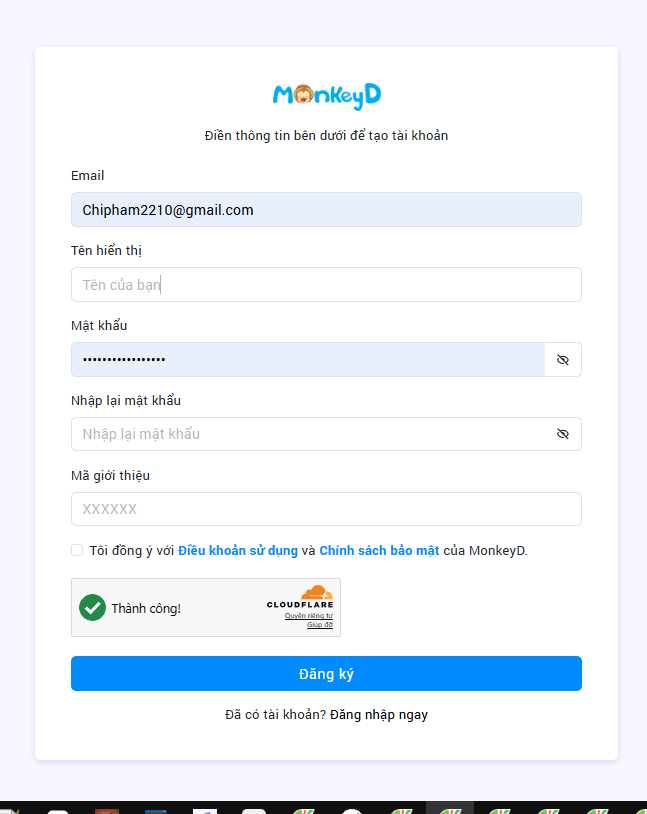 MonKeyD
Điền thông tin bên dưới để tạo tài khoản
Email
Chipham2210@gmail.com
Tên hiển thị
Tên của bạn
Mật khẩu
•••••••••••••••••
Nhập lại mật khẩu
Nhập lại mật khẩu
Mã giới thiệu
XXXXXX
Tôi đồng ý với Điều khoản sử dụng và Chính sách bảo mật của MonkeyD.
Thành công!
CLOUDFLARE
Quyền riêng tư
Giúp đỡ
Đăng ký
Đã có tài khoản? Đăng nhập ngay